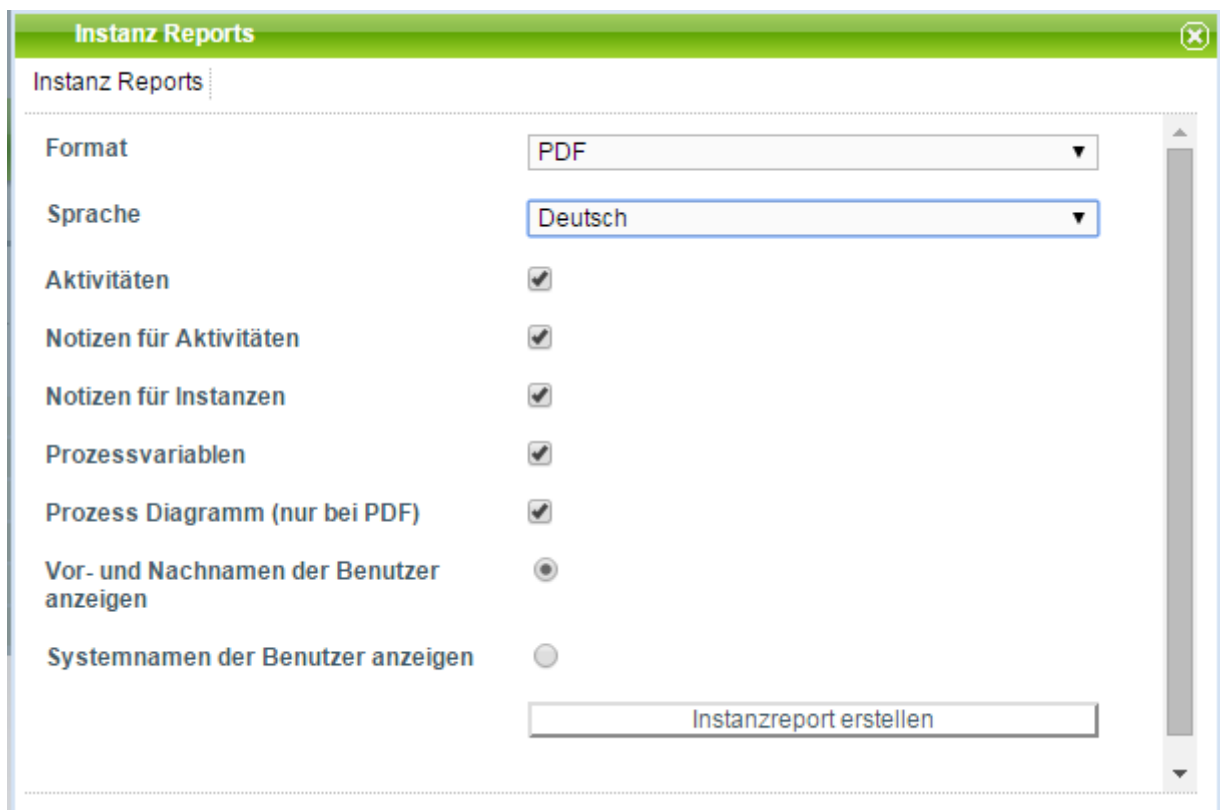 Instanz Reports
Instanz Reports
Format
PDF
Sprache
Deutsch
Aktivitäten
Notizen für Aktivitäten
Notizen für Instanzen
Prozessvariablen
Prozess Diagramm (nur bei PDF)
Vor- und Nachnamen der Benutzer
anzeigen
Systemnamen der Benutzer anzeigen
Instanzreport erstellen